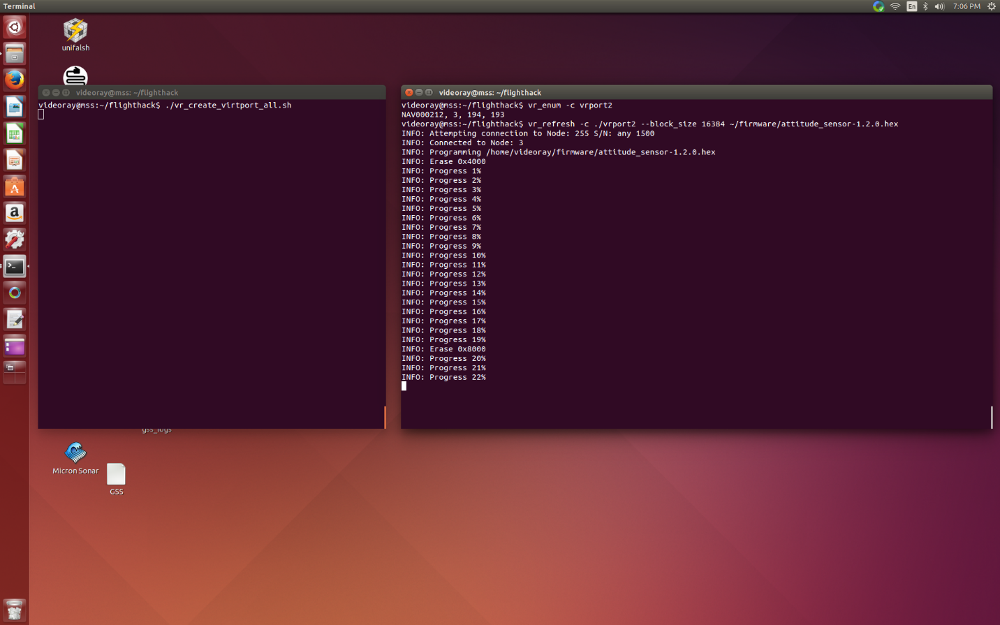 Terminal
En
7:06 PM
unifalsh
videoray@mss: ~/flighthack
videoray@mss:~/flighthack$ ./vr_create_virtport_all.sh
videoray@mss: ~/flighthack
videoray@mss:~/flighthack$ vr_enum -c vrport2
NAV000212, 3, 194, 193
videoray@mss:~/flighthack$ vr_refresh -c ./vrport2 --block_size 16384 ~/firmware/attitude_sensor-1.2.0.hex
INFO: Attempting connection to Node: 255 S/N: any 1500
INFO: Connected to Node: 3
INFO: Programming /home/videoray/firmware/attitude_sensor-1.2.0.hex
INFO: Erase 0x4000
INFO: Progress 1%
INFO: Progress 2%
INFO: Progress 3%
INFO: Progress 4%
INFO: Progress 5%
INFO: Progress 6%
INFO: Progress 7%
INFO: Progress 8%
INFO: Progress 9%
INFO: Progress 10%
INFO: Progress 11%
INFO: Progress 12%
INFO: Progress 13%
INFO: Progress 14%
INFO: Progress 15%
INFO: Progress 16%
INFO: Progress 17%
INFO: Progress 18%
INFO: Progress 19%
INFO: Erase 0x8000
INFO: Progress 20%
INFO: Progress 21%
INFO: Progress 22%
gss_logs
Micron Sonar
GSS